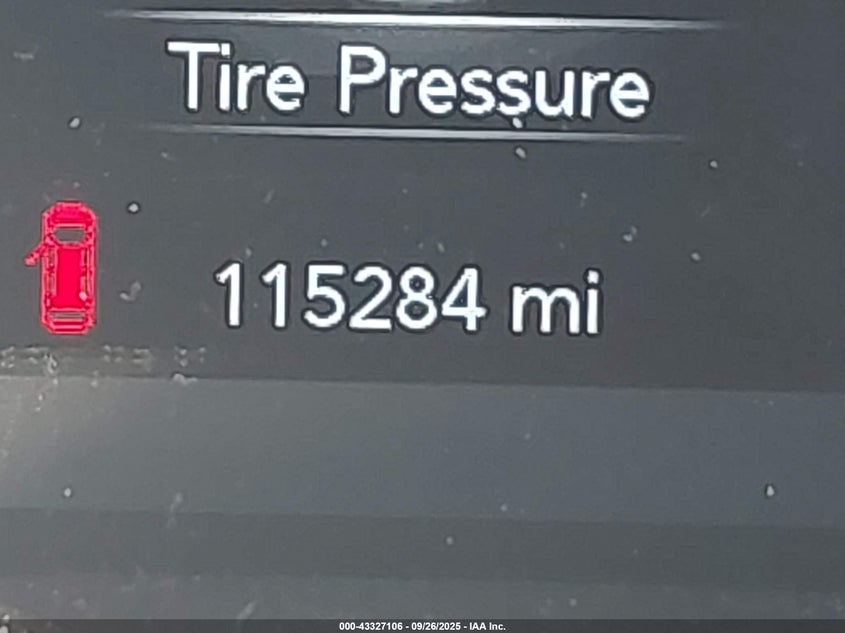 Tire Pressure
115284 mi
000-43327106 - 09/26/2025 - IAA Inc.